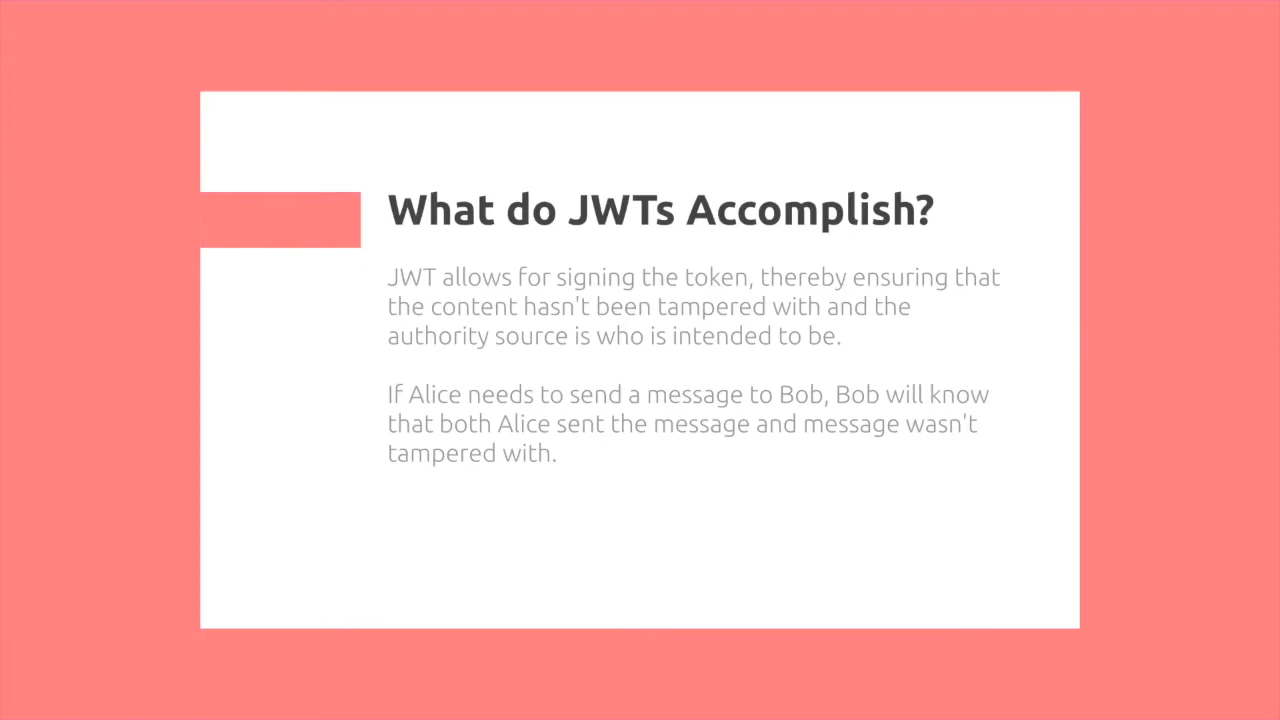 What do JWTs Accomplish?
JWT allows for signing the token, thereby ensuring that
the content hasn't been tampered with and the
authority source is who is intended to be.
If Alice needs to send a message to Bob, Bob will know
that both Alice sent the message and message wasn't
tampered with.